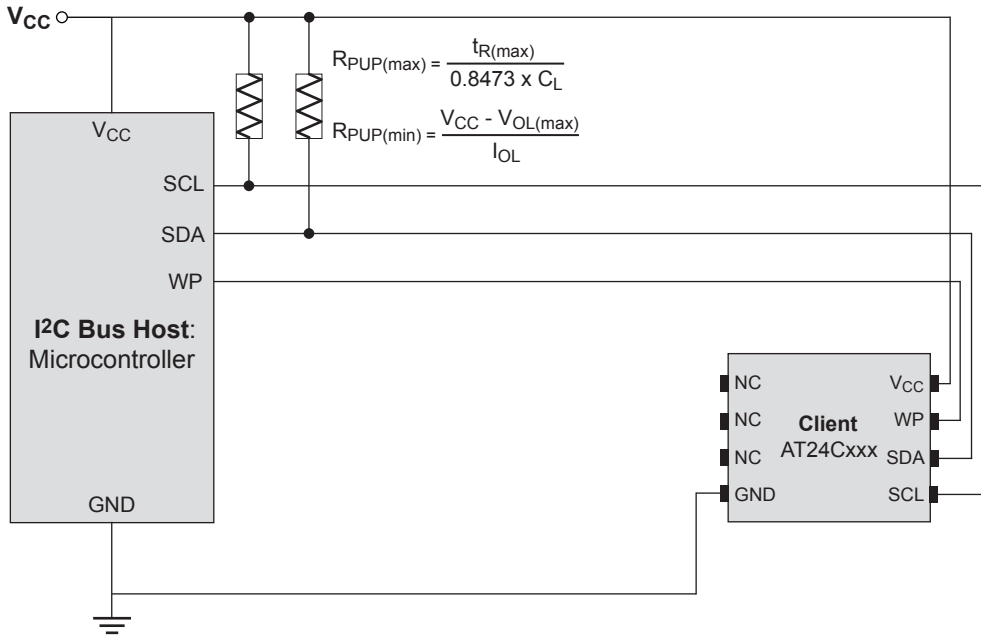 VCC
RPUP(max) = tR(max) / 0.8473 x CL
RPUP(min) = VCC - VOL(max) / IOL
VCC
SCL
SDA
WP
I²C Bus Host:
Microcontroller
GND
NC
NC
NC
GND
Client
AT24Cxxx
VCC
WP
SDA
SCL